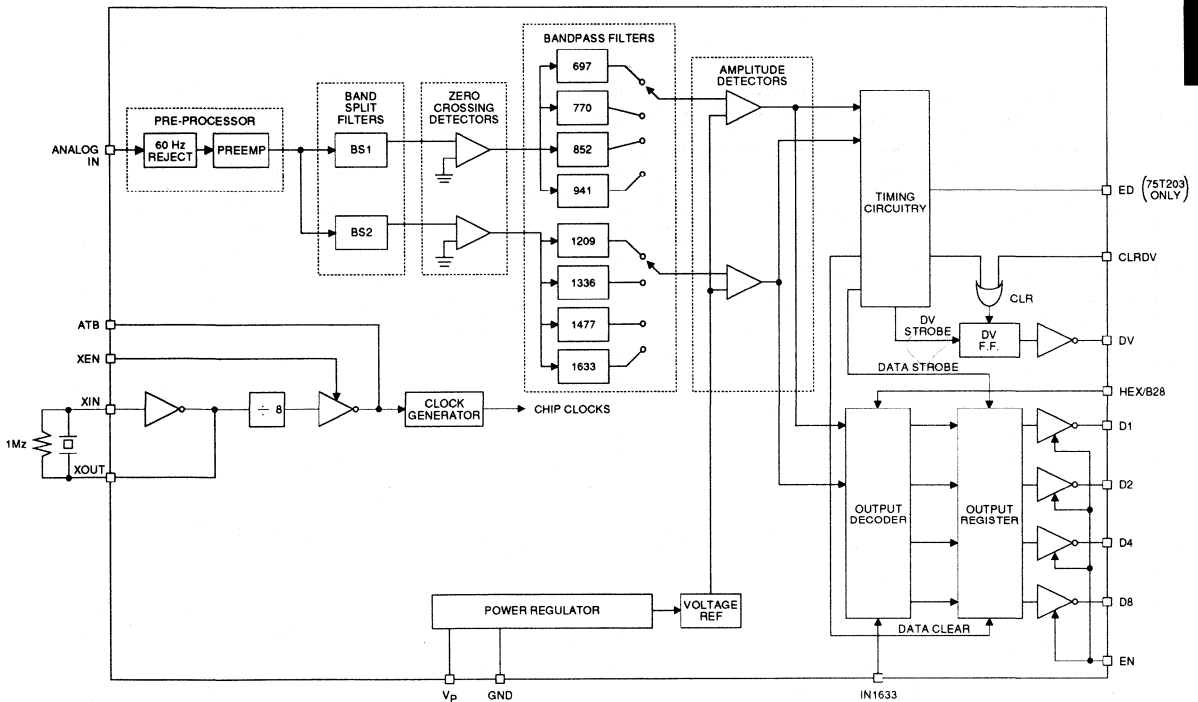 BANDPASS FILTERS
697
770
852
941
1209
1336
1477
1633
AMPLITUDE
DETECTORS
BAND
SPLIT
FILTERS
BS1
BS2
ZERO
CROSSING
DETECTORS
PRE-PROCESSOR
ANALOG
IN
60 Hz
REJECT
PREEMP
TIMING
CIRCUITRY
ED (75T203
ONLY)
CLRDV
CLR
DV
STROBE
DV
F.F.
DV
DATA STROBE
HEX/B28
ATB
XEN
XIN
÷ 8
CLOCK
GENERATOR
CHIP CLOCKS
1MΩ
XOUT
D1
D2
D4
D8
OUTPUT
DECODER
OUTPUT
REGISTER
POWER REGULATOR
VOLTAGE
REF
DATA CLEAR
EN
VP
GND
IN1633